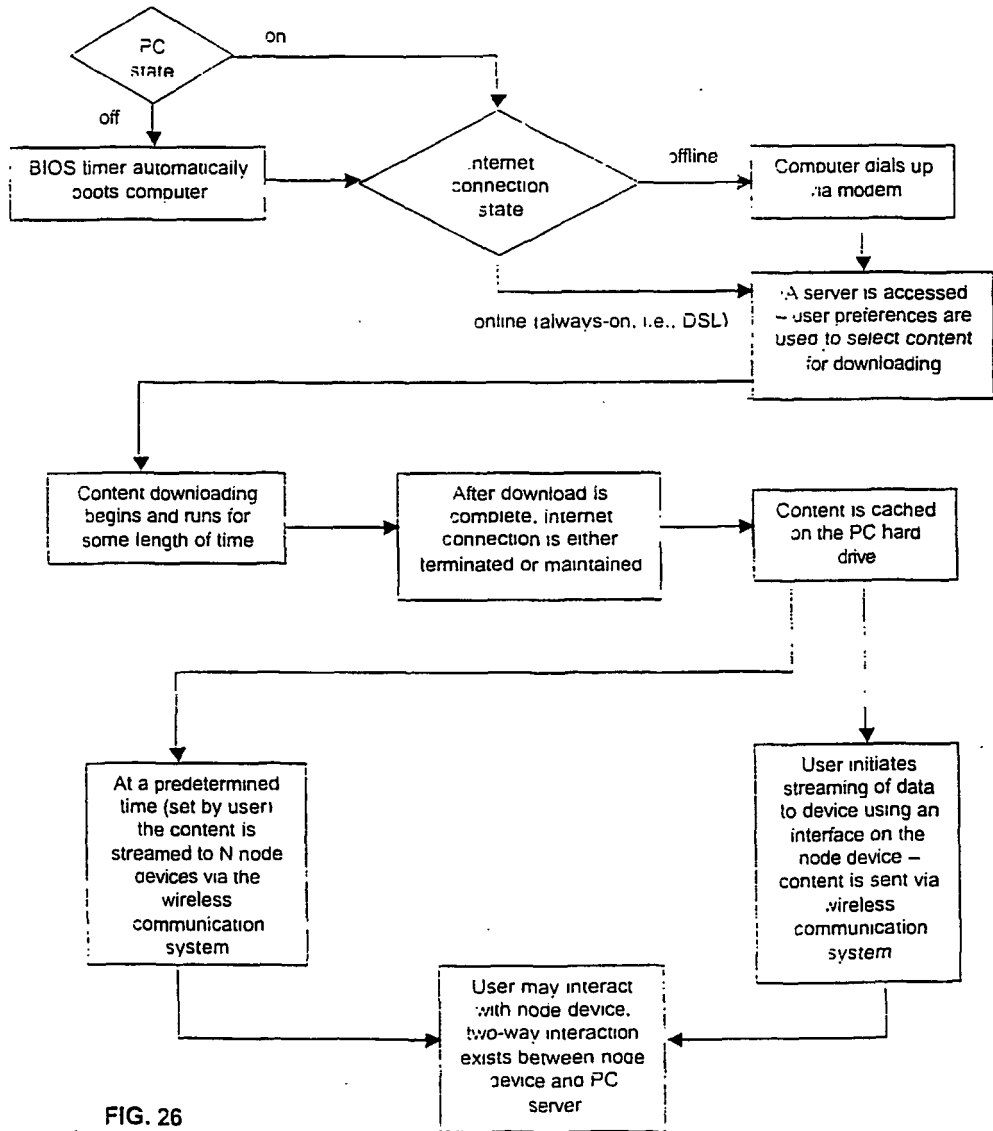 PC
state
on
off
BIOS timer automatically
boots computer
Internet
connection
state
offline
Computer dials up
via modem
online (always-on, i.e., DSL)
A server is accessed
– user preferences are
used to select content
for downloading
Content downloading
begins and runs for
some length of time
After download is
complete, internet
connection is either
terminated or maintained
Content is cached
on the PC hard
drive
At a predetermined
time (set by user)
the content is
streamed to N node
devices via the
wireless
communication
system
User initiates
streaming of data
to device using an
interface on the
node device –
content is sent via
wireless
communication
system
User may interact
with node device,
two-way interaction
exists between node
device and PC
server
FIG. 26